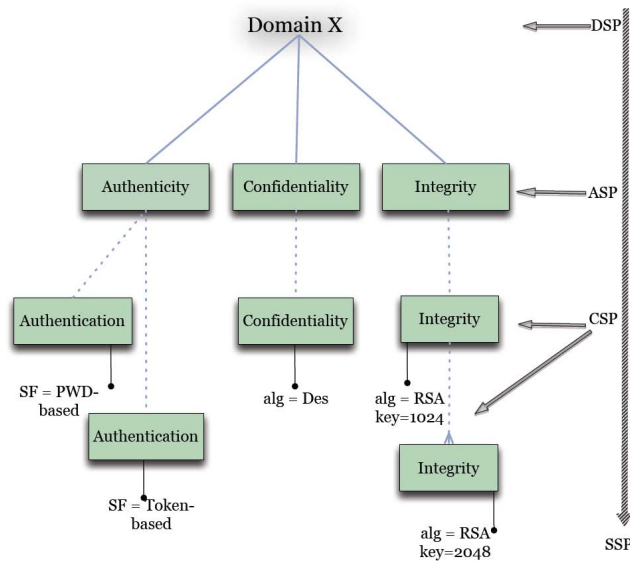 Domain X
DSP
Authenticity
Confidentiality
Integrity
ASP
Authentication
Confidentiality
Integrity
CSP
SF = PWD-
based
alg = Des
alg = RSA
key=1024
Authentication
Integrity
SF = Token-
based
alg = RSA
key=2048
SSP